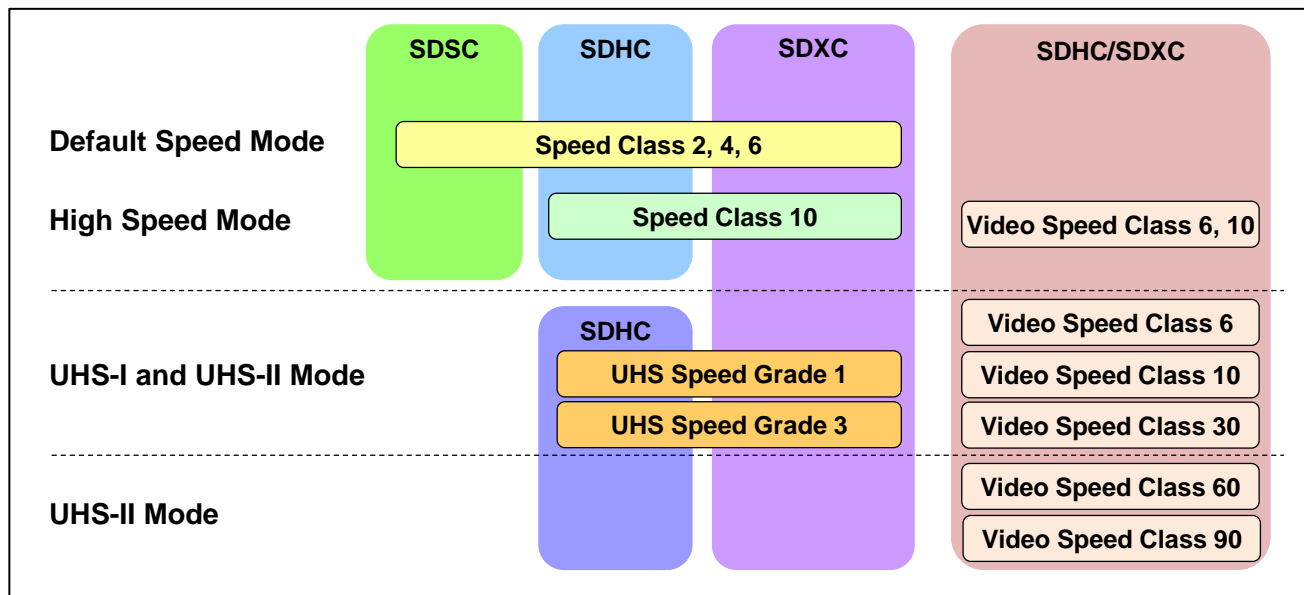 SDSC
SDHC
SDXC
SDHC/SDXC
Default Speed Mode
Speed Class 2, 4, 6
High Speed Mode
Speed Class 10
Video Speed Class 6, 10
SDHC
Video Speed Class 6
UHS-I and UHS-II Mode
UHS Speed Grade 1
Video Speed Class 10
UHS Speed Grade 3
Video Speed Class 30
UHS-II Mode
Video Speed Class 60
Video Speed Class 90